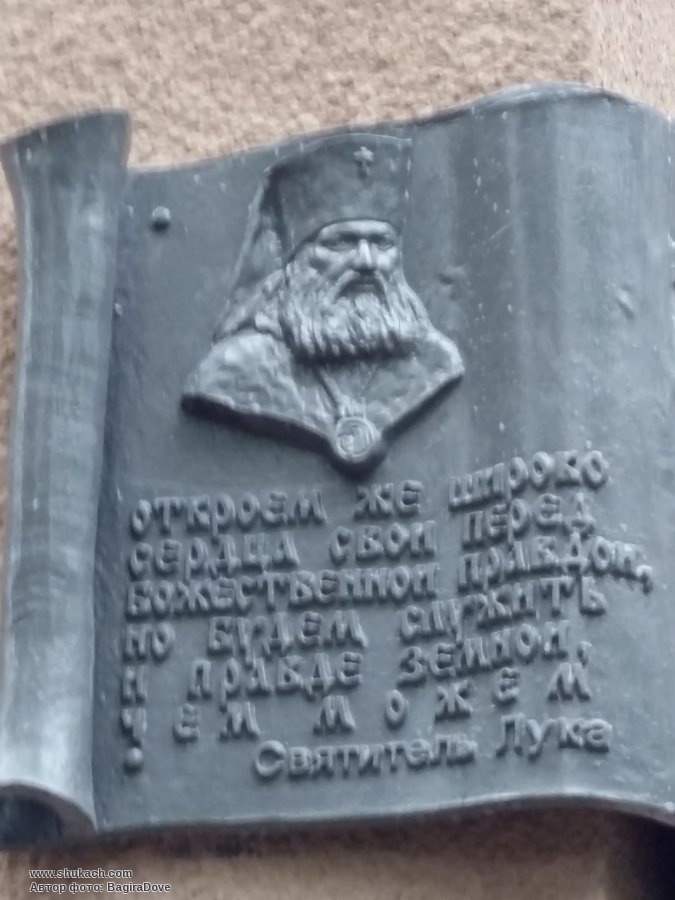 откроем же широко
сердца свои перед
божественной правдой,
но будем служить
и правде земной,
чем можем
Святитель Лука
www.shukach.com
Автор фото: BagiraDove